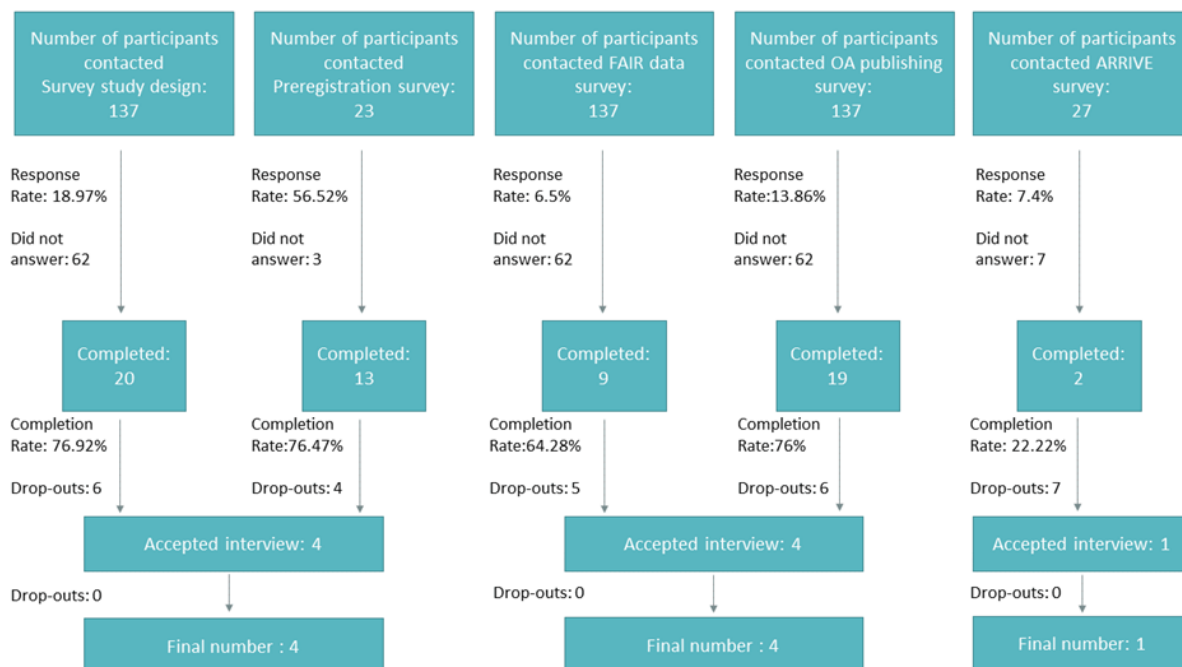 Number of participants
contacted
Survey study design:
137
Number of participants
contacted
Preregistration survey:
23
Number of participants
contacted FAIR data
survey:
137
Number of participants
contacted OA publishing
survey:
137
Number of participants
contacted ARRIVE
survey:
27
Response
Rate: 18.97%
Did not
answer: 62
Response
Rate: 56.52%
Did not
answer: 3
Response
Rate: 6.5%
Did not
answer: 62
Response
Rate:13.86%
Did not
answer: 62
Response
Rate: 7.4%
Did not
answer: 7
Completed:
20
Completed:
13
Completed:
9
Completed:
19
Completed:
2
Completion
Rate: 76.92%
Drop-outs: 6
Completion
Rate:76.47%
Drop-outs: 4
Completion
Rate:64.28%
Drop-outs: 5
Completion
Rate:76%
Drop-outs: 6
Completion
Rate: 22.22%
Drop-outs: 7
Accepted interview: 4
Accepted interview: 4
Accepted interview: 1
Drop-outs: 0
Drop-outs: 0
Drop-outs: 0
Final number : 4
Final number : 4
Final number: 1